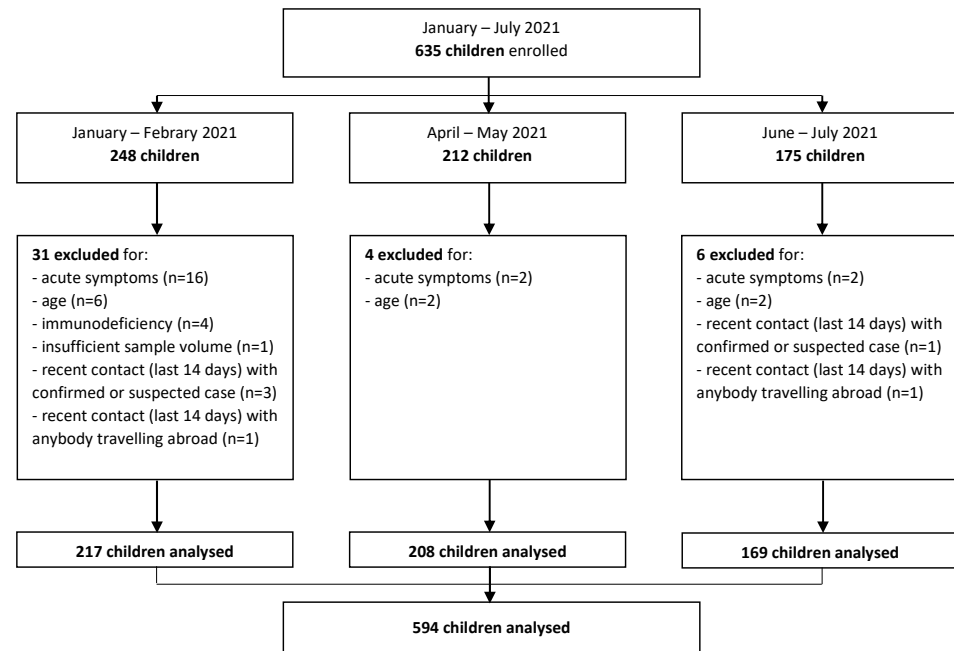 January – July 2021
635 children enrolled
January – Febrary 2021
248 children
April – May 2021
212 children
June – July 2021
175 children
31 excluded for:
- acute symptoms (n=16)
- age (n=6)
- immunodeficiency (n=4)
- insufficient sample volume (n=1)
- recent contact (last 14 days) with
confirmed or suspected case (n=3)
- recent contact (last 14 days) with
anybody travelling abroad (n=1)
4 excluded for:
- acute symptoms (n=2)
- age (n=2)
6 excluded for:
- acute symptoms (n=2)
- age (n=2)
- recent contact (last 14 days) with
confirmed or suspected case (n=1)
- recent contact (last 14 days) with
anybody travelling abroad (n=1)
217 children analysed
208 children analysed
169 children analysed
594 children analysed